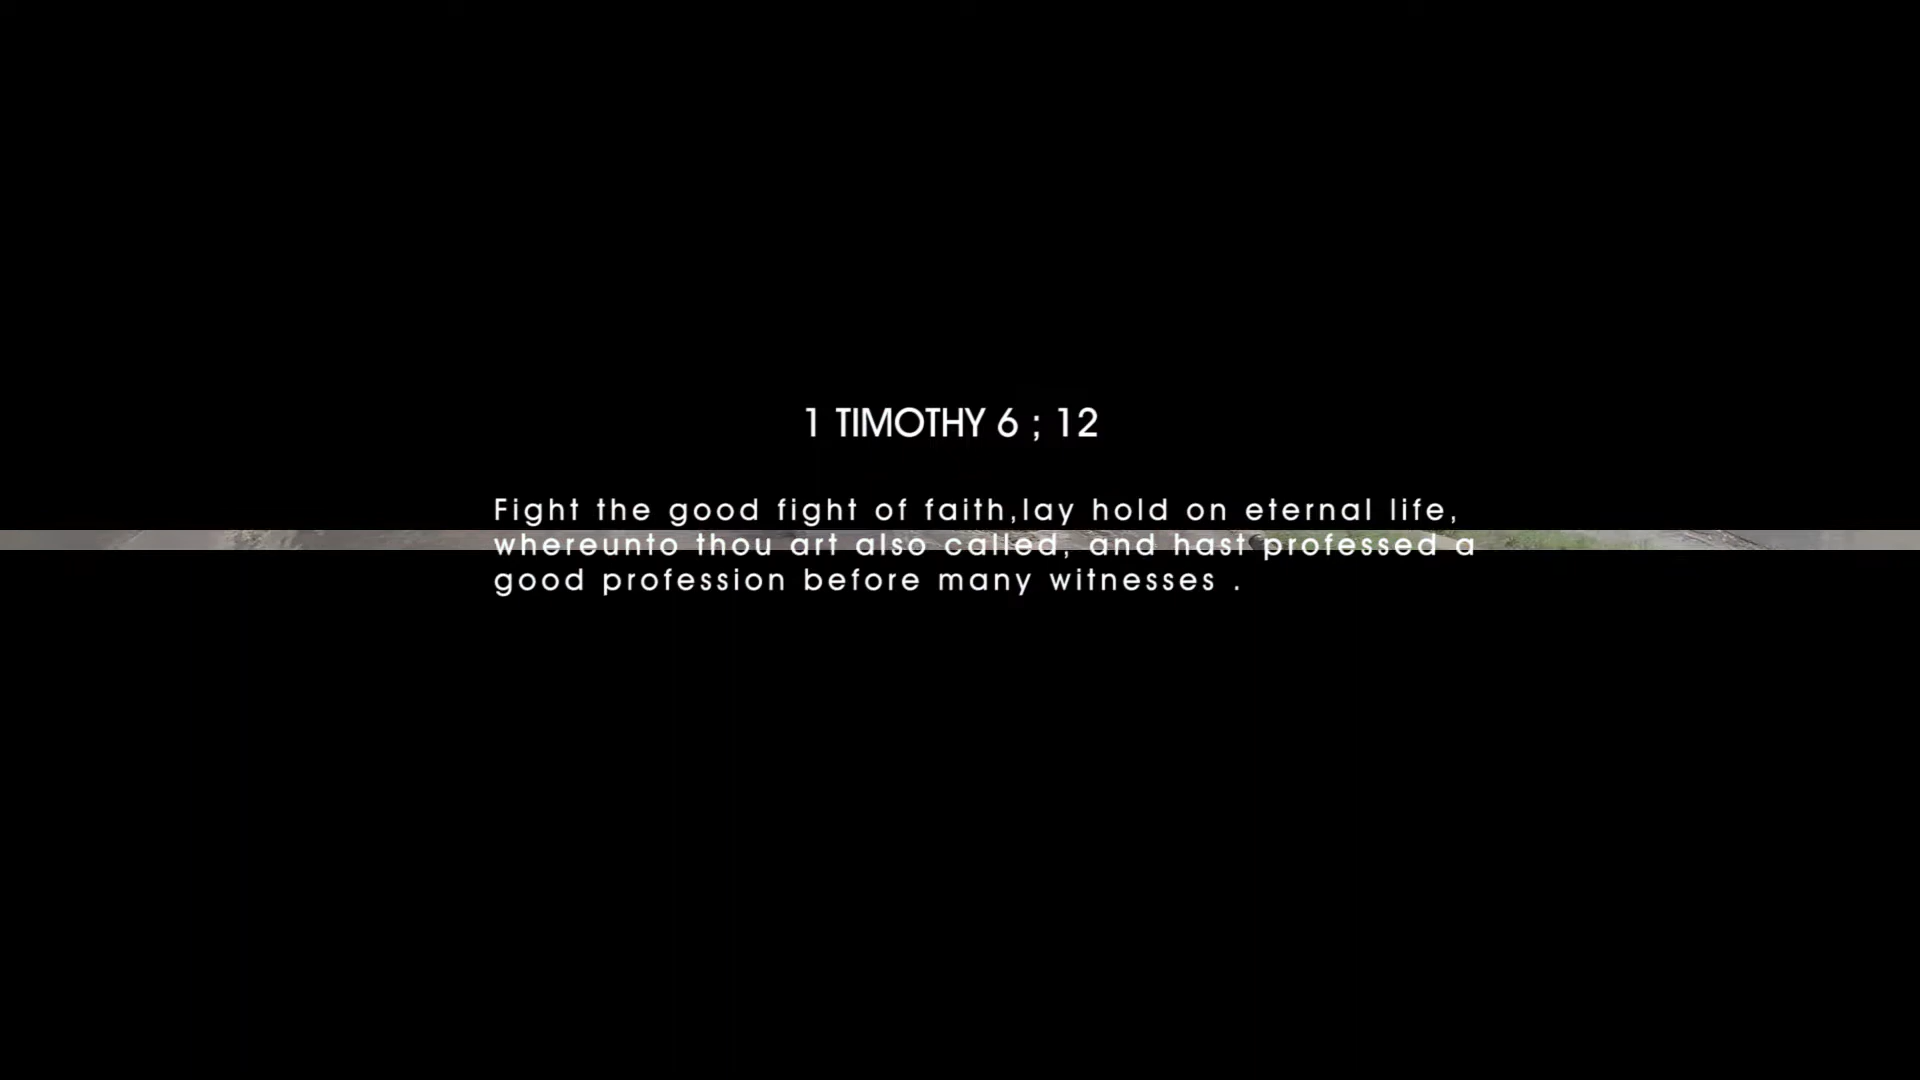 1 TIMOTHY 6 ; 12
Fight the good fight of faith,lay hold on eternal life,
whereunto thou art also called, and hast professed a
good profession before many witnesses .